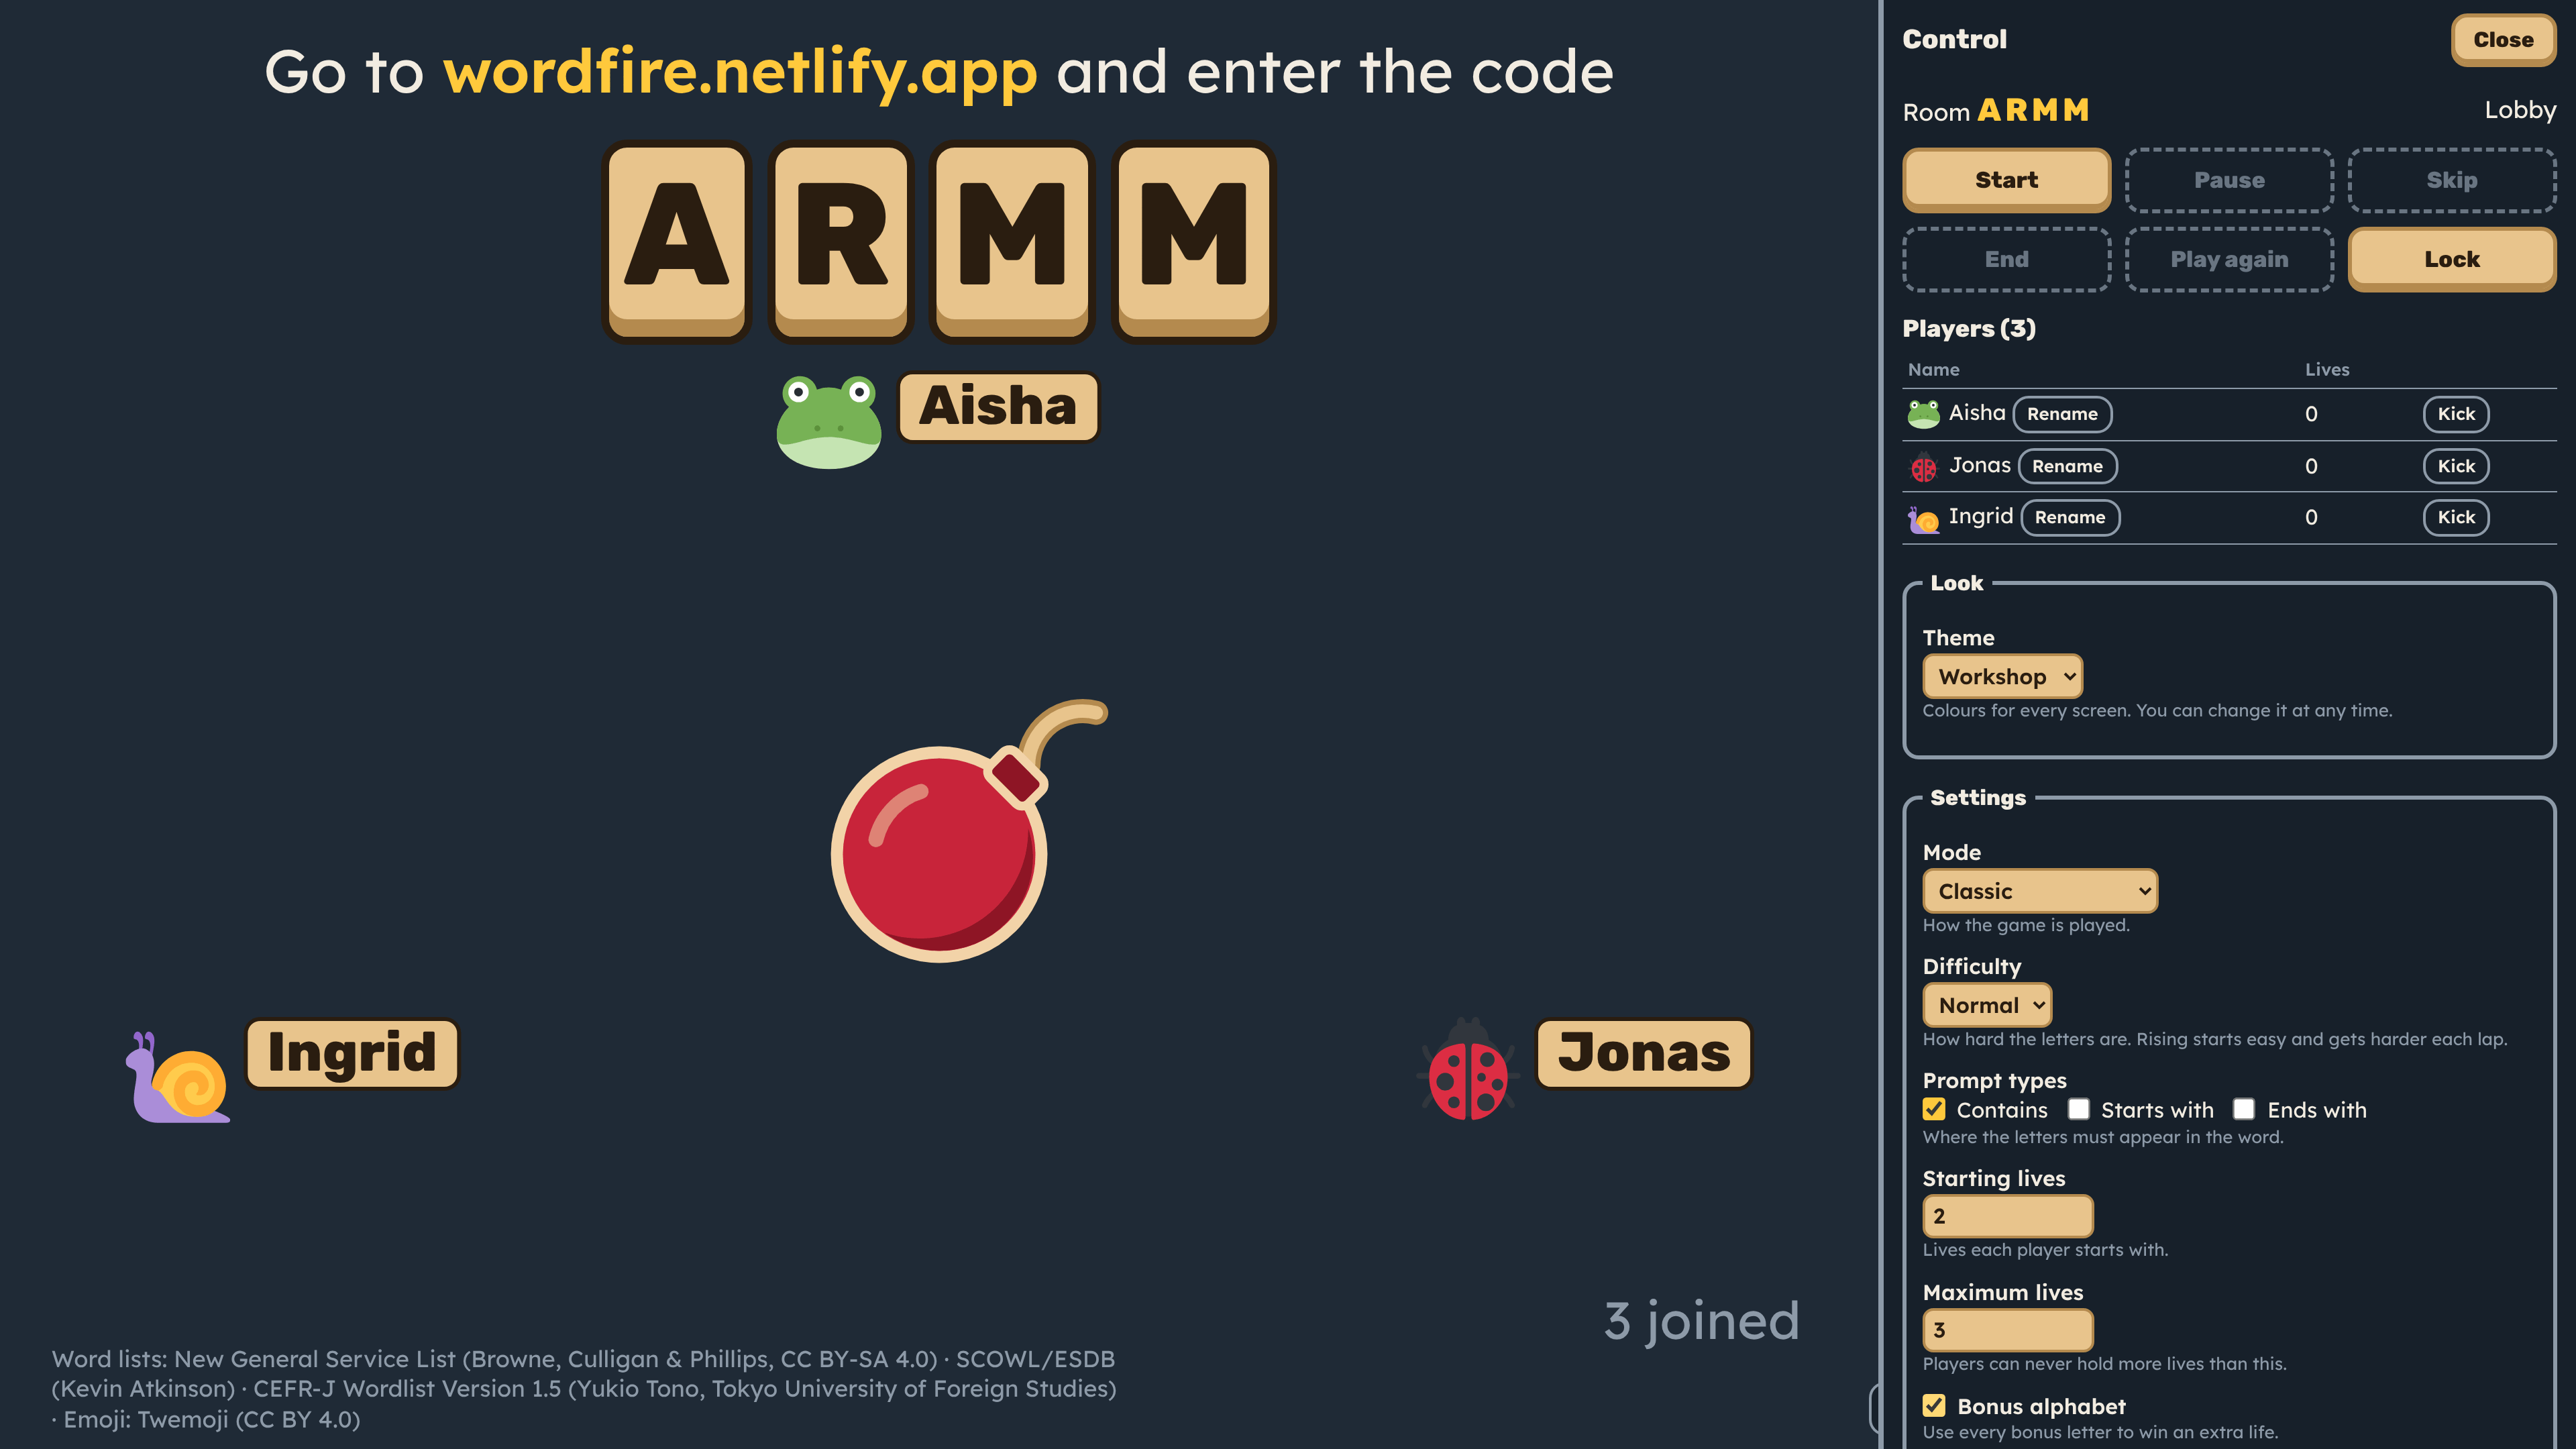 Go to wordfire.netlify.app and enter the code
A R M M
Aisha
Ingrid
Jonas
3 joined
Word lists: New General Service List (Browne, Culligan & Phillips, CC BY-SA 4.0) · SCOWL/ESDB
(Kevin Atkinson) · CEFR-J Wordlist Version 1.5 (Yukio Tono, Tokyo University of Foreign Studies)
· Emoji: Twemoji (CC BY 4.0)
Control Close
Room ARMM Lobby
Start Pause Skip
End Play again Lock
Players (3)
Name Lives
Aisha Rename 0 Kick
Jonas Rename 0 Kick
Ingrid Rename 0 Kick
Look
Theme
Workshop
Colours for every screen. You can change it at any time.
Settings
Mode
Classic
How the game is played.
Difficulty
Normal
How hard the letters are. Rising starts easy and gets harder each lap.
Prompt types
Contains Starts with Ends with
Where the letters must appear in the word.
Starting lives
2
Lives each player starts with.
Maximum lives
3
Players can never hold more lives than this.
Bonus alphabet
Use every bonus letter to win an extra life.